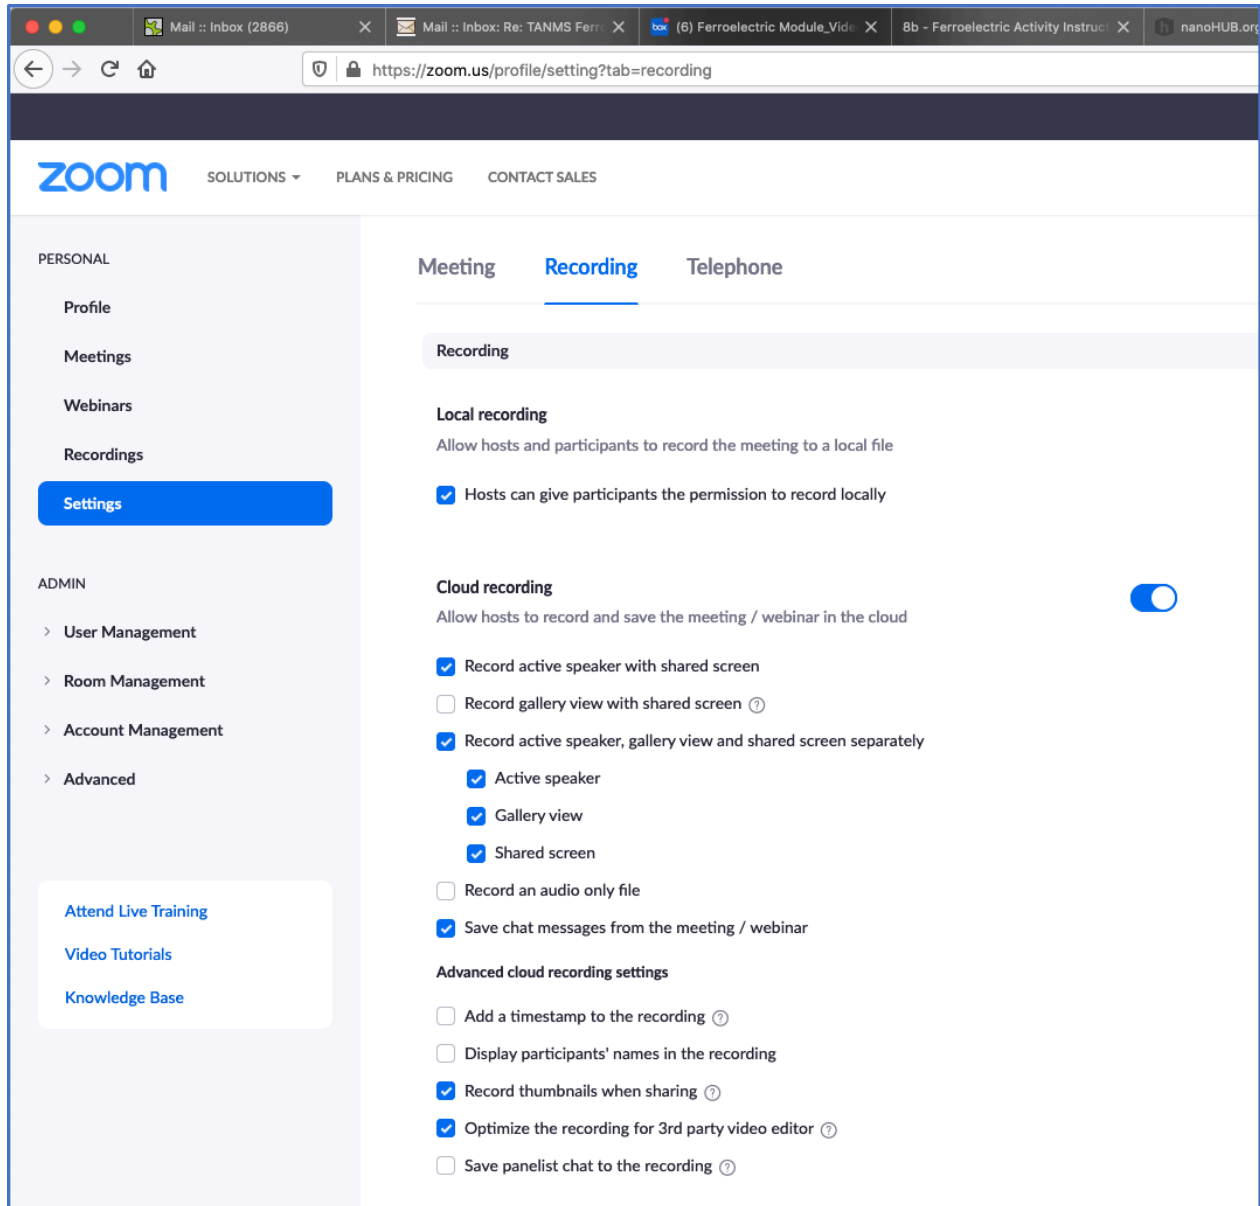 Mail :: Inbox (2866)
Mail :: Inbox: Re: TANMS Ferr
box (6) Ferroelectric Module_Vide
8b - Ferroelectric Activity Instruct
h nanoHUB.org
https://zoom.us/profile/setting?tab=recording
zoom SOLUTIONS PLANS & PRICING CONTACT SALES
PERSONAL
Profile
Meetings
Webinars
Recordings
Settings
ADMIN
User Management
Room Management
Account Management
Advanced
Attend Live Training
Video Tutorials
Knowledge Base
Meeting Recording Telephone
Recording
Local recording
Allow hosts and participants to record the meeting to a local file
Hosts can give participants the permission to record locally
Cloud recording
Allow hosts to record and save the meeting / webinar in the cloud
Record active speaker with shared screen
Record gallery view with shared screen ?
Record active speaker, gallery view and shared screen separately
Active speaker
Gallery view
Shared screen
Record an audio only file
Save chat messages from the meeting / webinar
Advanced cloud recording settings
Add a timestamp to the recording ?
Display participants' names in the recording
Record thumbnails when sharing ?
Optimize the recording for 3rd party video editor ?
Save panelist chat to the recording ?